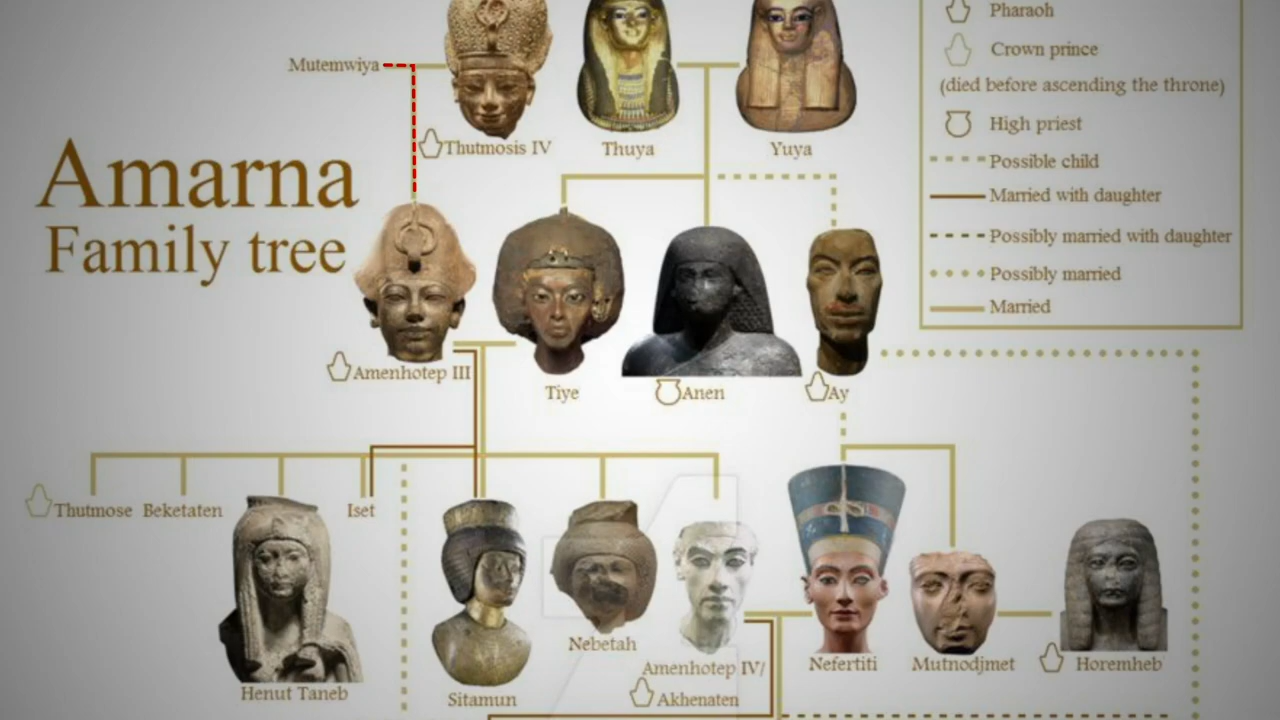 Pharaoh
Crown prince
(died before ascending the throne)
High priest
Possible child
Married with daughter
Possibly married with daughter
Possibly married
Married
Mutemwiya
Thutmosis IV
Thuya
Yuya
Amarna
Family tree
Amenhotep III
Tiye
Anen
Ay
Thutmose
Beketaten
Iset
Henut Taneb
Sitamun
Nebetah
Amenhotep IV/
Akhenaten
Nefertiti
Mutnodjmet
Horemheb